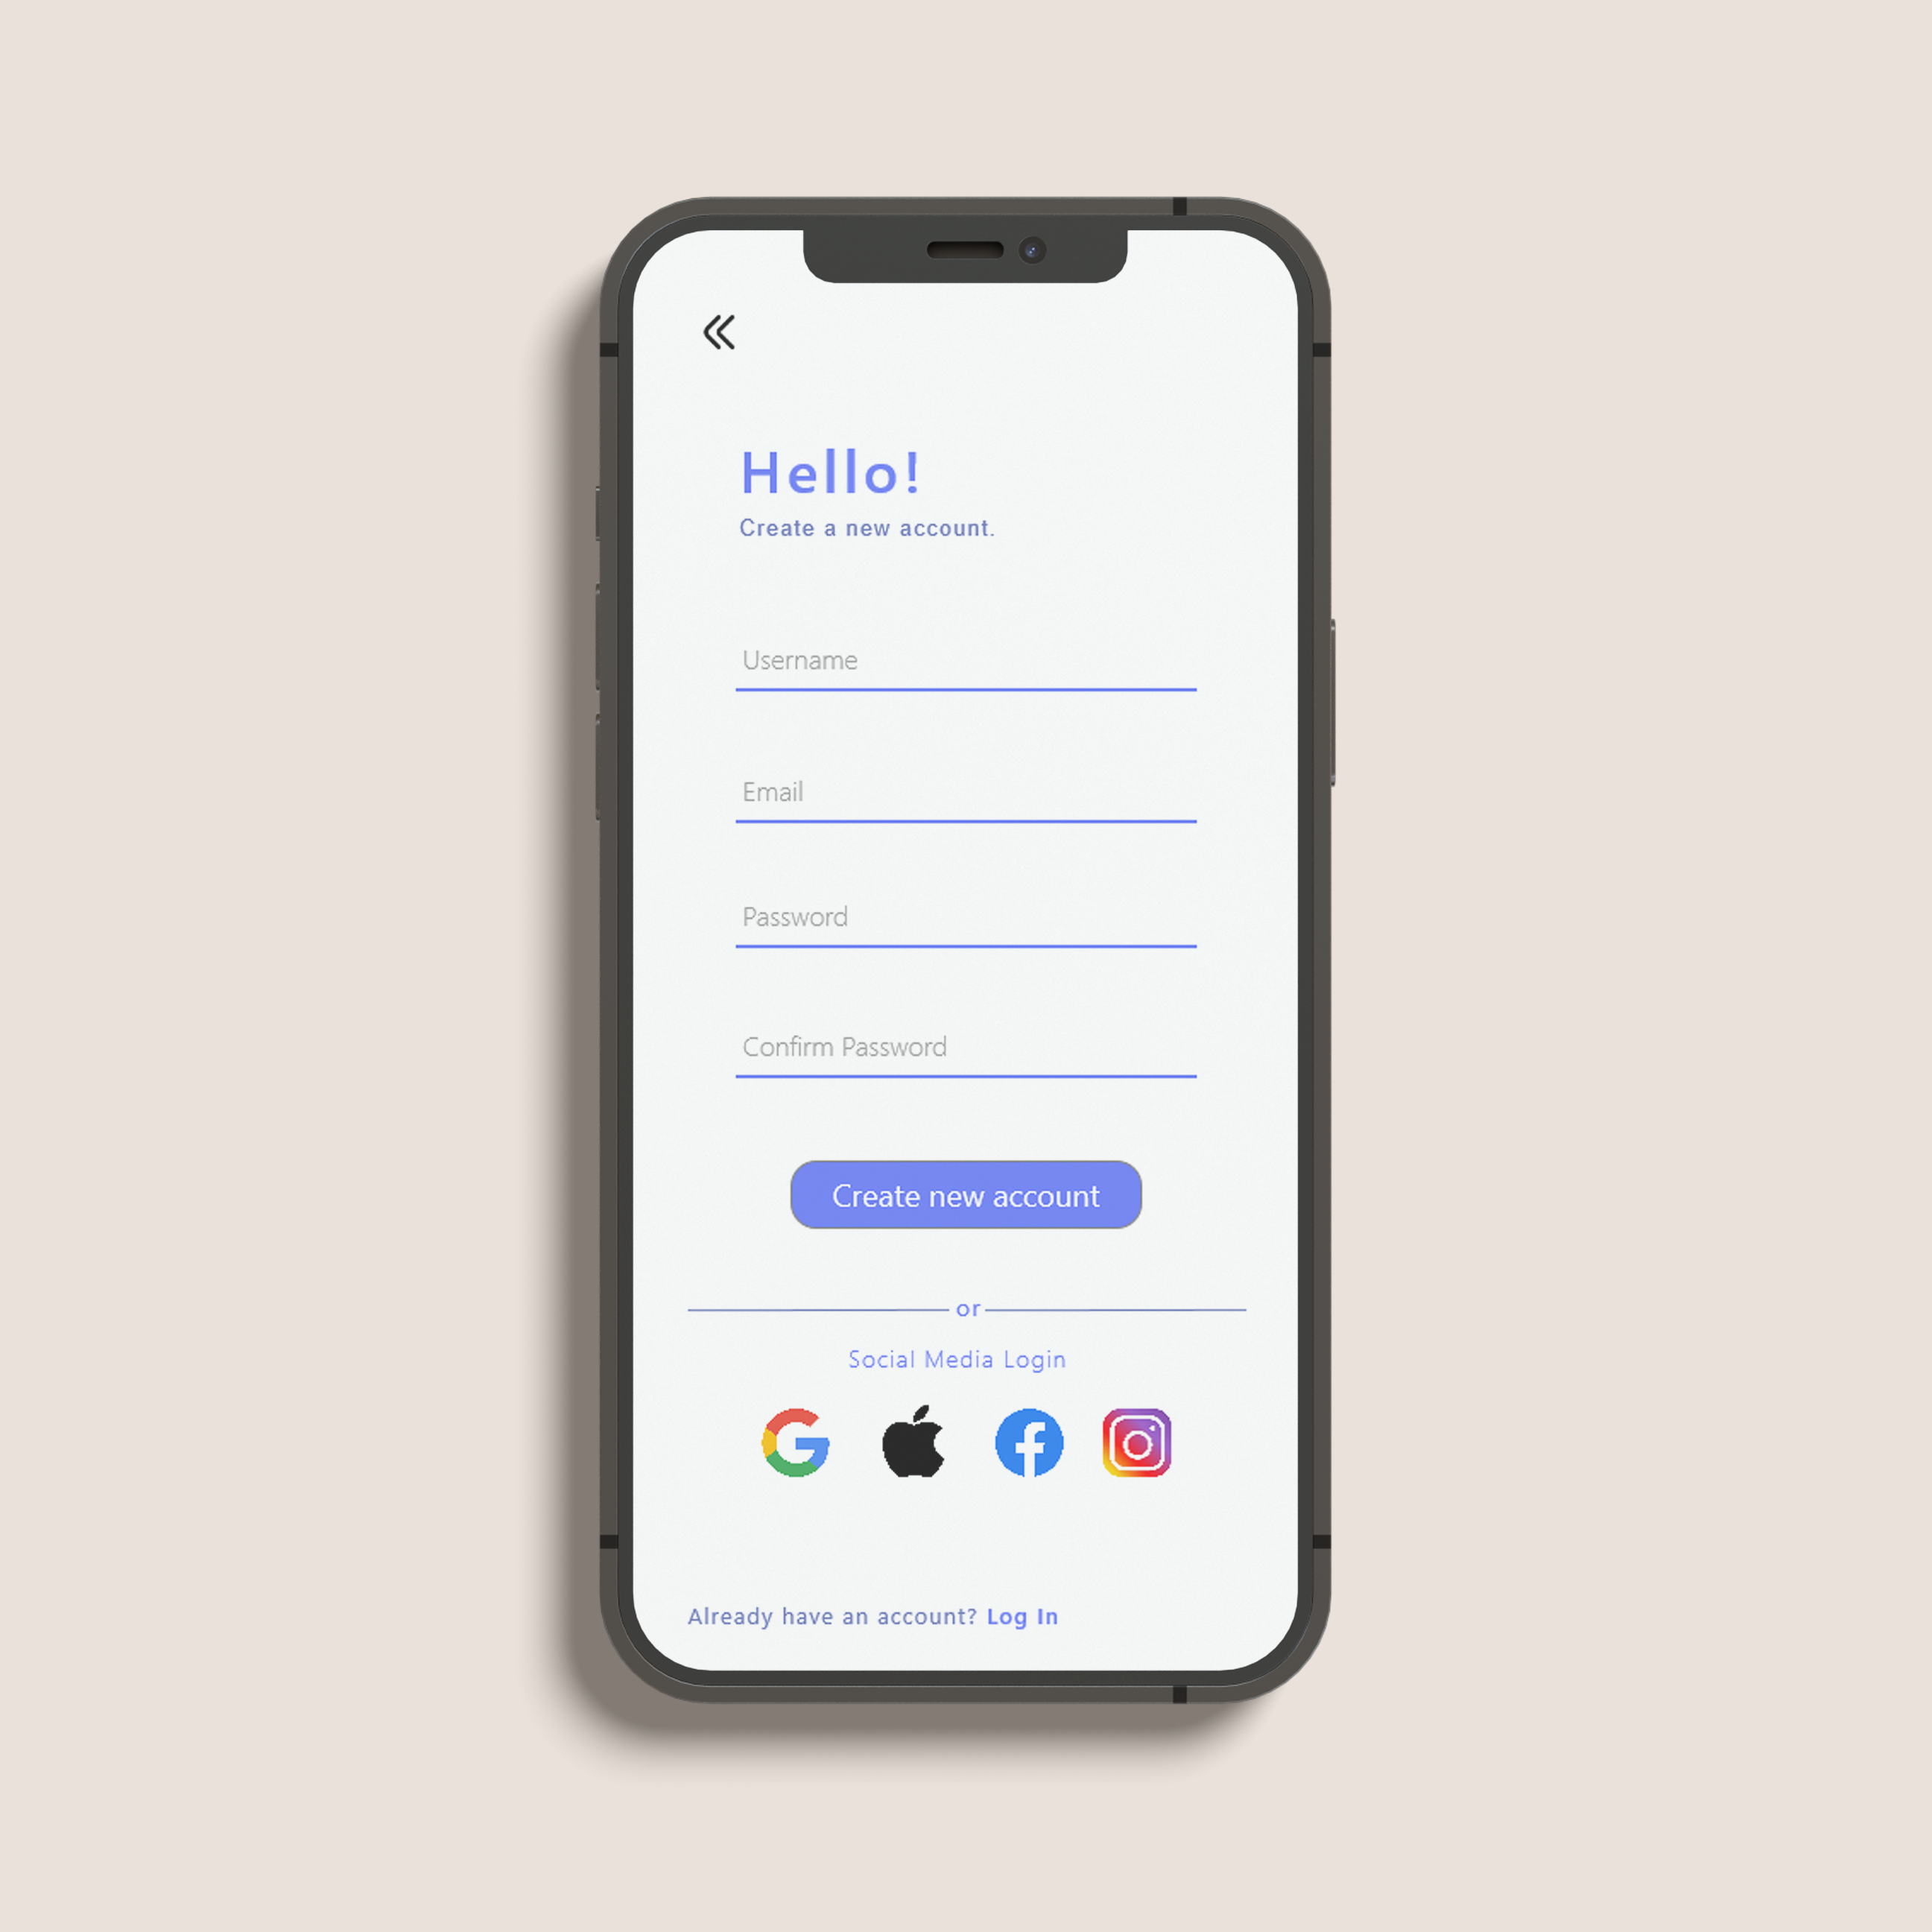 Hello!
Create a new account.
Username
Email
Password
Confirm Password
Create new account
or
Social Media Login
Already have an account? Log In